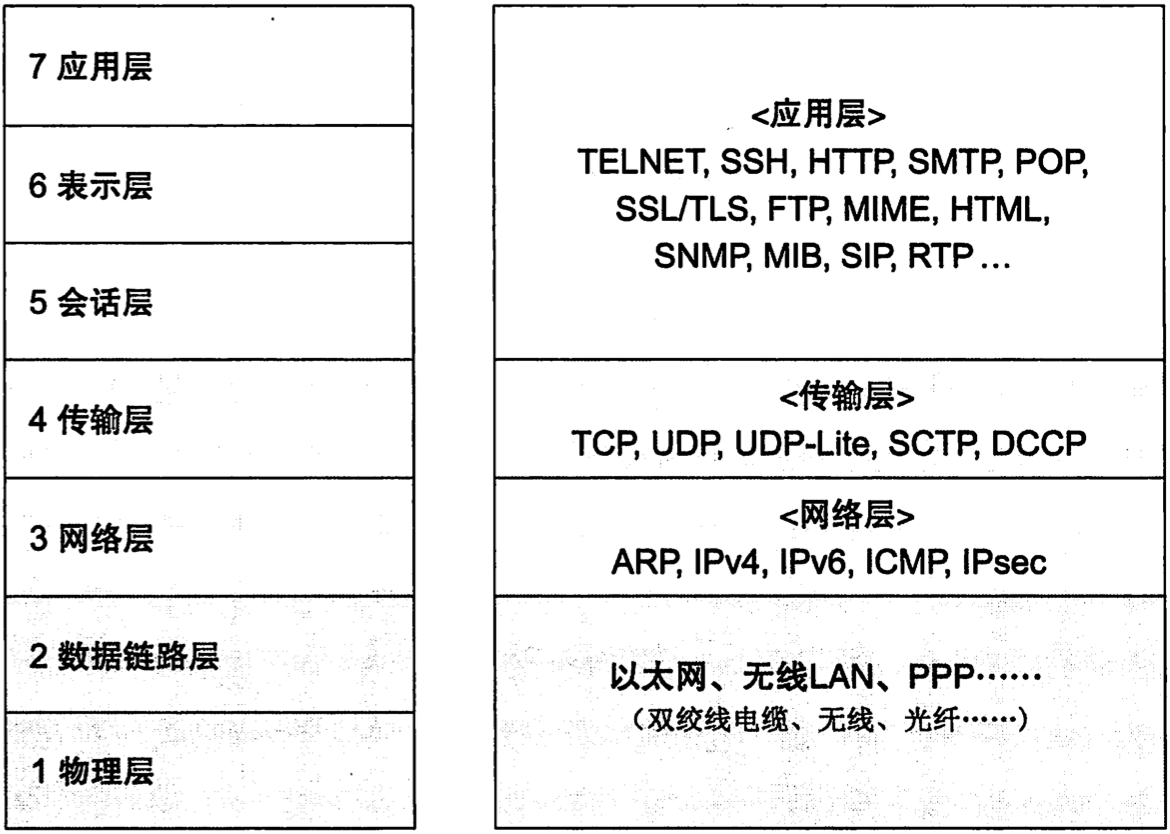 7 应用层
6 表示层
5 会话层
4 传输层
3 网络层
2 数据链路层
1 物理层
<应用层>
TELNET, SSH, HTTP, SMTP, POP,
SSL/TLS, FTP, MIME, HTML,
SNMP, MIB, SIP, RTP ...
<传输层>
TCP, UDP, UDP-Lite, SCTP, DCCP
<网络层>
ARP, IPv4, IPv6, ICMP, IPsec
以太网、无线LAN、PPP……
（双绞线电缆、无线、光纤……）